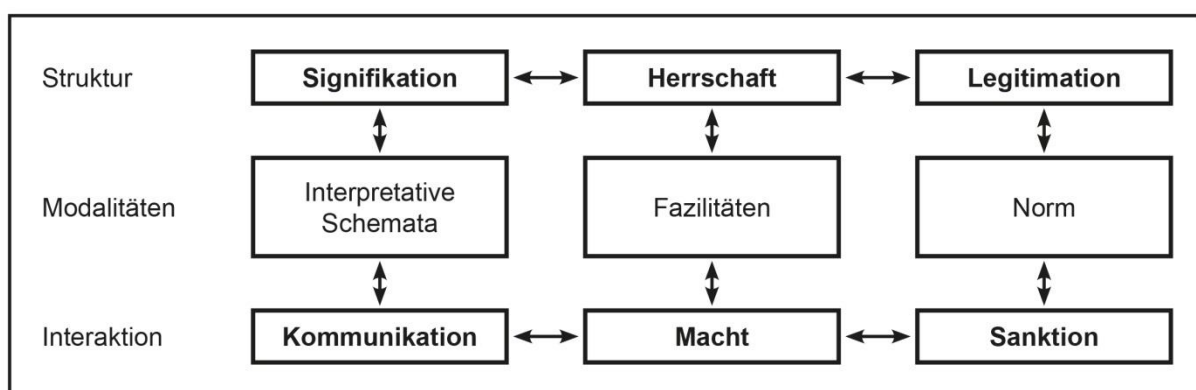 Struktur Signifikation Herrschaft Legitimation
Modalitäten Interpretative Schemata Fazilitäten Norm
Interaktion Kommunikation Macht Sanktion